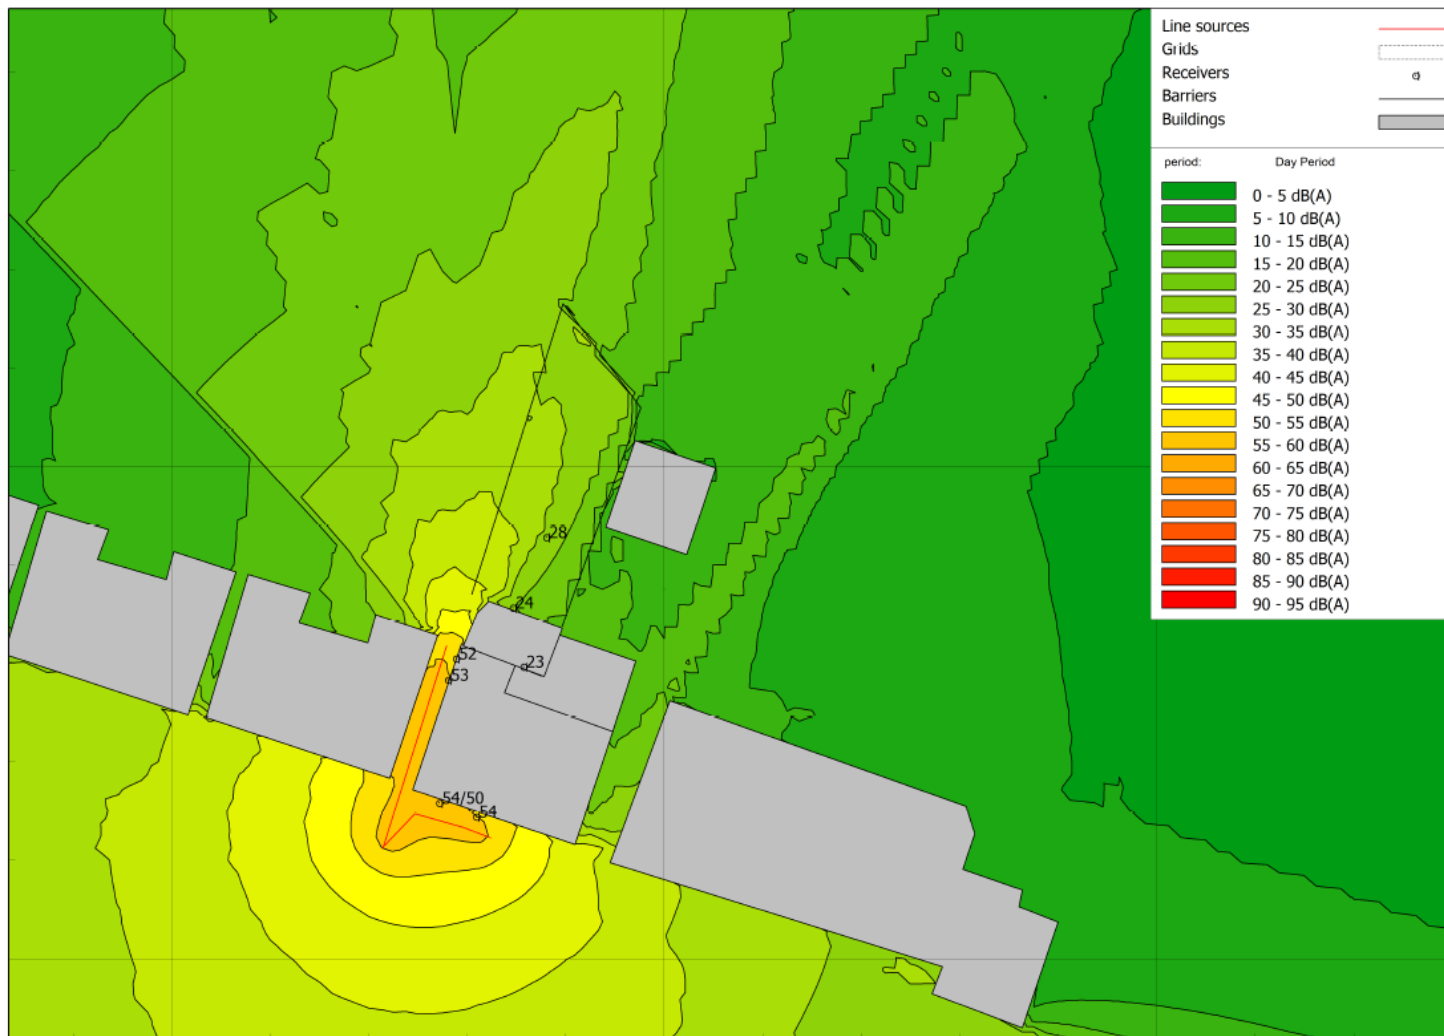 Line sources
Grids
Receivers
Barriers
Buildings
period: Day Period
0 - 5 dB(A)
5 - 10 dB(A)
10 - 15 dB(A)
15 - 20 dB(A)
20 - 25 dB(A)
25 - 30 dB(A)
30 - 35 dB(A)
35 - 40 dB(A)
40 - 45 dB(A)
45 - 50 dB(A)
50 - 55 dB(A)
55 - 60 dB(A)
60 - 65 dB(A)
65 - 70 dB(A)
70 - 75 dB(A)
75 - 80 dB(A)
80 - 85 dB(A)
85 - 90 dB(A)
90 - 95 dB(A)
28
24
52
23
53
54/50
54